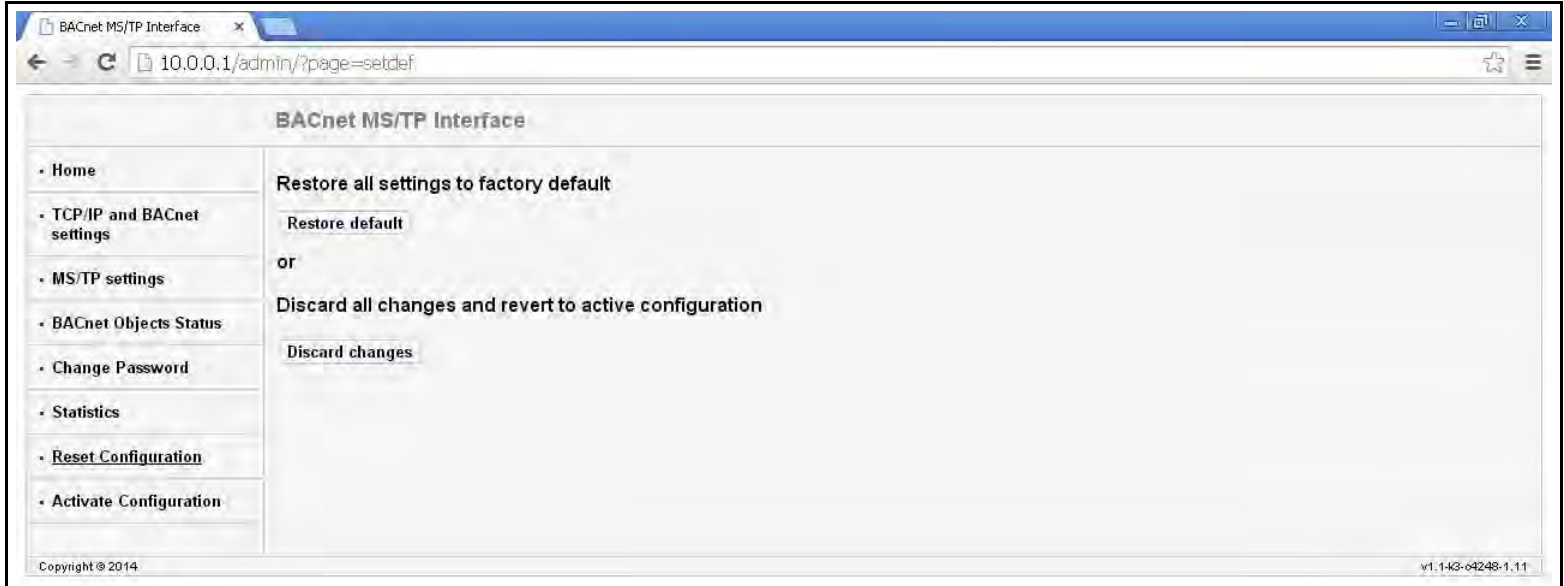 BACnet MS/TP Interface
10.0.0.1/admin/?page=setdef
BACnet MS/TP Interface
Home
TCP/IP and BACnet
settings
MS/TP settings
BACnet Objects Status
Change Password
Statistics
Reset Configuration
Activate Configuration
Restore all settings to factory default
Restore default
or
Discard all changes and revert to active configuration
Discard changes
Copyright © 2014
v1.1-k3-c4248-1.11